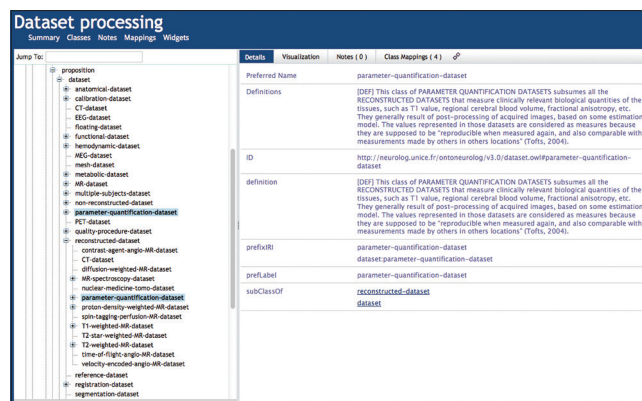 Dataset processing
Summary Classes Notes Mappings Widgets
Jump To:
proposition
dataset
anatomical-dataset
calibration-dataset
CT-dataset
EEG-dataset
floating-dataset
functional-dataset
hemodynamic-dataset
MEG-dataset
mesh-dataset
metabolic-dataset
MR-dataset
multiple-subjects-dataset
non-reconstructed-dataset
parameter-quantification-dataset
PET-dataset
quality-procedure-dataset
reconstructed-dataset
contrast-agent-angio-MR-dataset
CT-dataset
diffusion-weighted-MR-dataset
MR-spectroscopy-dataset
nuclear-medicine-tomo-dataset
parameter-quantification-dataset
proton-density-weighted-MR-dataset
spin-tagging-perfusion-MR-dataset
T1-weighted-MR-dataset
T2-star-weighted-MR-dataset
T2-weighted-MR-dataset
time-of-flight-angio-MR-dataset
velocity-encoded-angio-MR-dataset
reference-dataset
registration-dataset
segmentation-dataset
Details Visualization Notes ( 0 ) Class Mappings ( 4 )
Preferred Name parameter-quantification-dataset
Definitions [DEF] This class of PARAMETER QUANTIFICATION DATASETS subsumes all the
RECONSTRUCTED DATASETS that measure clinically relevant biological quantities of the
tissues, such as T1 value, regional cerebral blood volume, fractional anisotropy, etc.
They generally result of post-processing of acquired images, based on some estimation
model. The values represented in those datasets are considered as measures because
they are supposed to be "reproducible when measured again, and also comparable with
measurements made by others in others locations" (Tofts, 2004).
ID http://neurolog.unice.fr/ontoneurolog/v3.0/dataset.owl#parameter-quantification-
dataset
definition [DEF] This class of PARAMETER QUANTIFICATION DATASETS subsumes all the
RECONSTRUCTED DATASETS that measure clinically relevant biological quantities of the
tissues, such as T1 value, regional cerebral blood volume, fractional anisotropy, etc.
They generally result of post-processing of acquired images, based on some estimation
model. The values represented in those datasets are considered as measures because
they are supposed to be "reproducible when measured again, and also comparable with
measurements made by others in others locations" (Tofts, 2004).
prefixIRI parameter-quantification-dataset
dataset:parameter-quantification-dataset
prefLabel parameter-quantification-dataset
subClassOf reconstructed-dataset
dataset